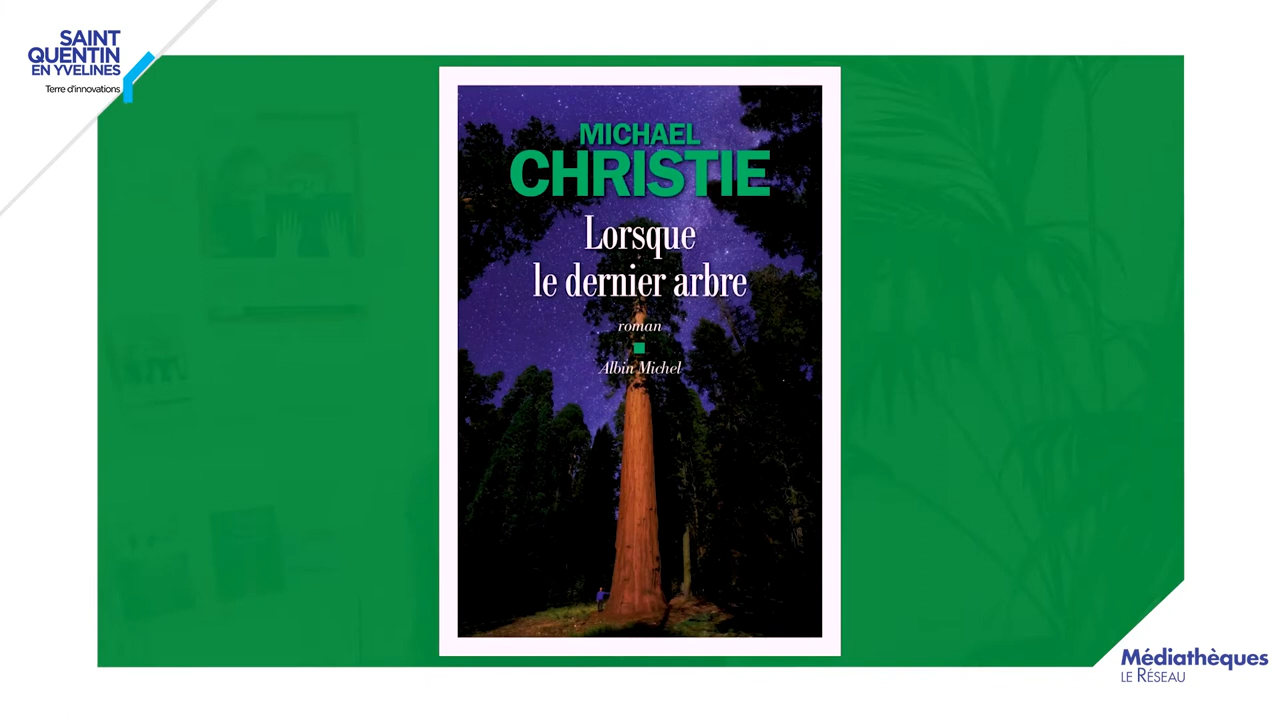 SAINT
QUENTIN
EN YVELINES
Terre d'innovations
MICHAEL
CHRISTIE
Lorsque
le dernier arbre
roman
Albin Michel
Médiathèques
LE RÉSEAU